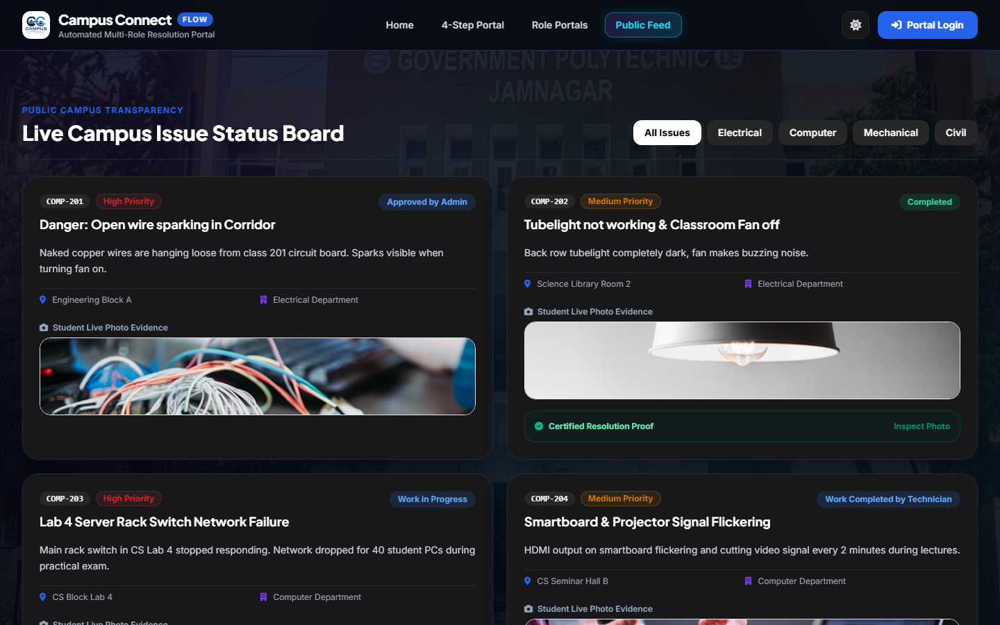 Campus Connect FLOW
Automated Multi-Role Resolution Portal
Home
4-Step Portal
Role Portals
Public Feed
Portal Login
GOVERNMENT POLYTECHNIC
JAMNAGAR
PUBLIC CAMPUS TRANSPARENCY
Live Campus Issue Status Board
All Issues
Electrical
Computer
Mechanical
Civil
COMP-201 High Priority Approved by Admin
Danger: Open wire sparking in Corridor
Naked copper wires are hanging loose from class 201 circuit board. Sparks visible when
turning fan on.
Engineering Block A
Electrical Department
Student Live Photo Evidence
COMP-202 Medium Priority Completed
Tubelight not working & Classroom Fan off
Back row tubelight completely dark, fan makes buzzing noise.
Science Library Room 2
Electrical Department
Student Live Photo Evidence
Certified Resolution Proof Inspect Photo
COMP-203 High Priority Work in Progress
Lab 4 Server Rack Switch Network Failure
Main rack switch in CS Lab 4 stopped responding. Network dropped for 40 student PCs during
practical exam.
CS Block Lab 4
Computer Department
Student Live Photo Evidence
COMP-204 Medium Priority Work Completed by Technician
Smartboard & Projector Signal Flickering
HDMI output on smartboard flickering and cutting video signal every 2 minutes during lectures.
CS Seminar Hall B
Computer Department
Student Live Photo Evidence